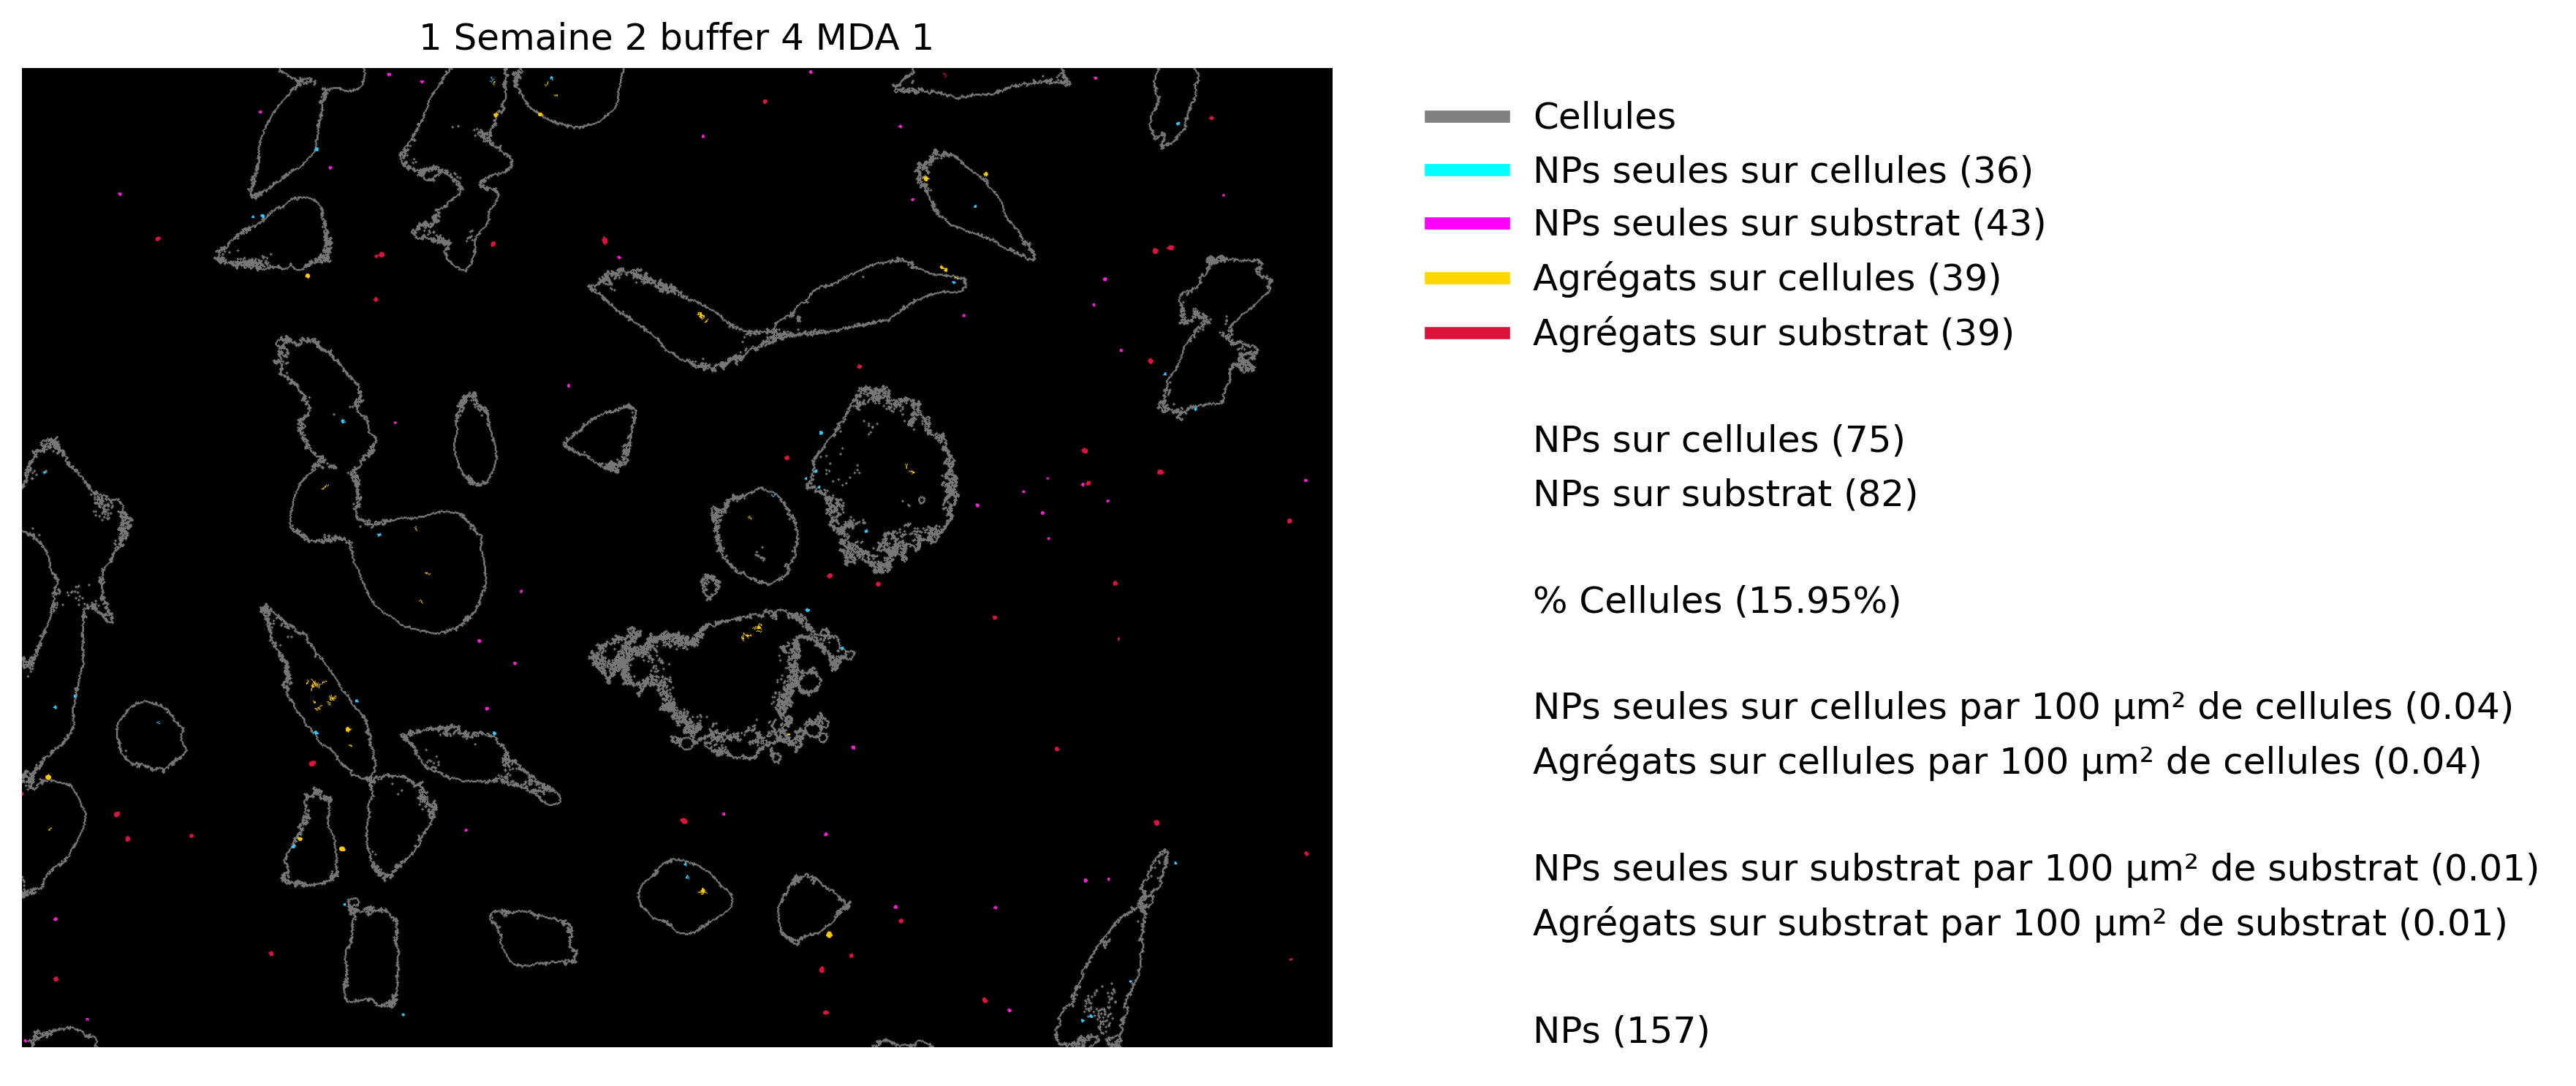 1 Semaine 2 buffer 4 MDA 1
Cellules
NPs seules sur cellules (36)
NPs seules sur substrat (43)
Agrégats sur cellules (39)
Agrégats sur substrat (39)
NPs sur cellules (75)
NPs sur substrat (82)
% Cellules (15.95%)
NPs seules sur cellules par 100 µm² de cellules (0.04)
Agrégats sur cellules par 100 µm² de cellules (0.04)
NPs seules sur substrat par 100 µm² de substrat (0.01)
Agrégats sur substrat par 100 µm² de substrat (0.01)
NPs (157)